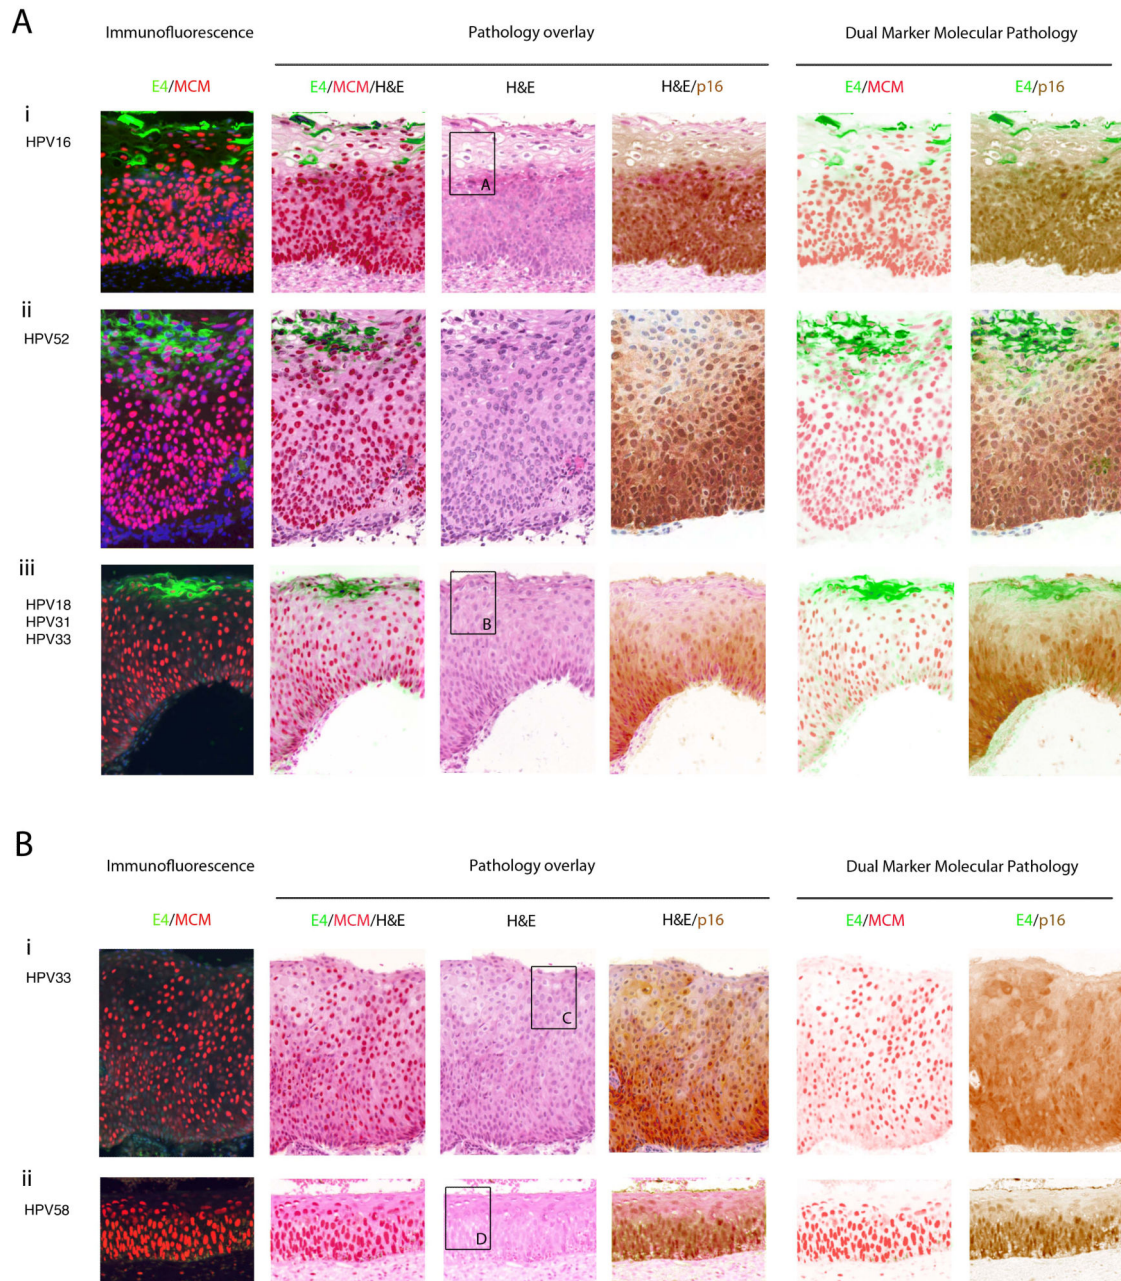 A
Immunofluorescence Pathology overlay Dual Marker Molecular Pathology
E4/MCM E4/MCM/H&E H&E H&E/p16 E4/MCM E4/p16
i
HPV16
A
ii
HPV52
iii
HPV18
HPV31
HPV33
B
B
Immunofluorescence Pathology overlay Dual Marker Molecular Pathology
E4/MCM E4/MCM/H&E H&E H&E/p16 E4/MCM E4/p16
i
HPV33
C
ii
HPV58
D